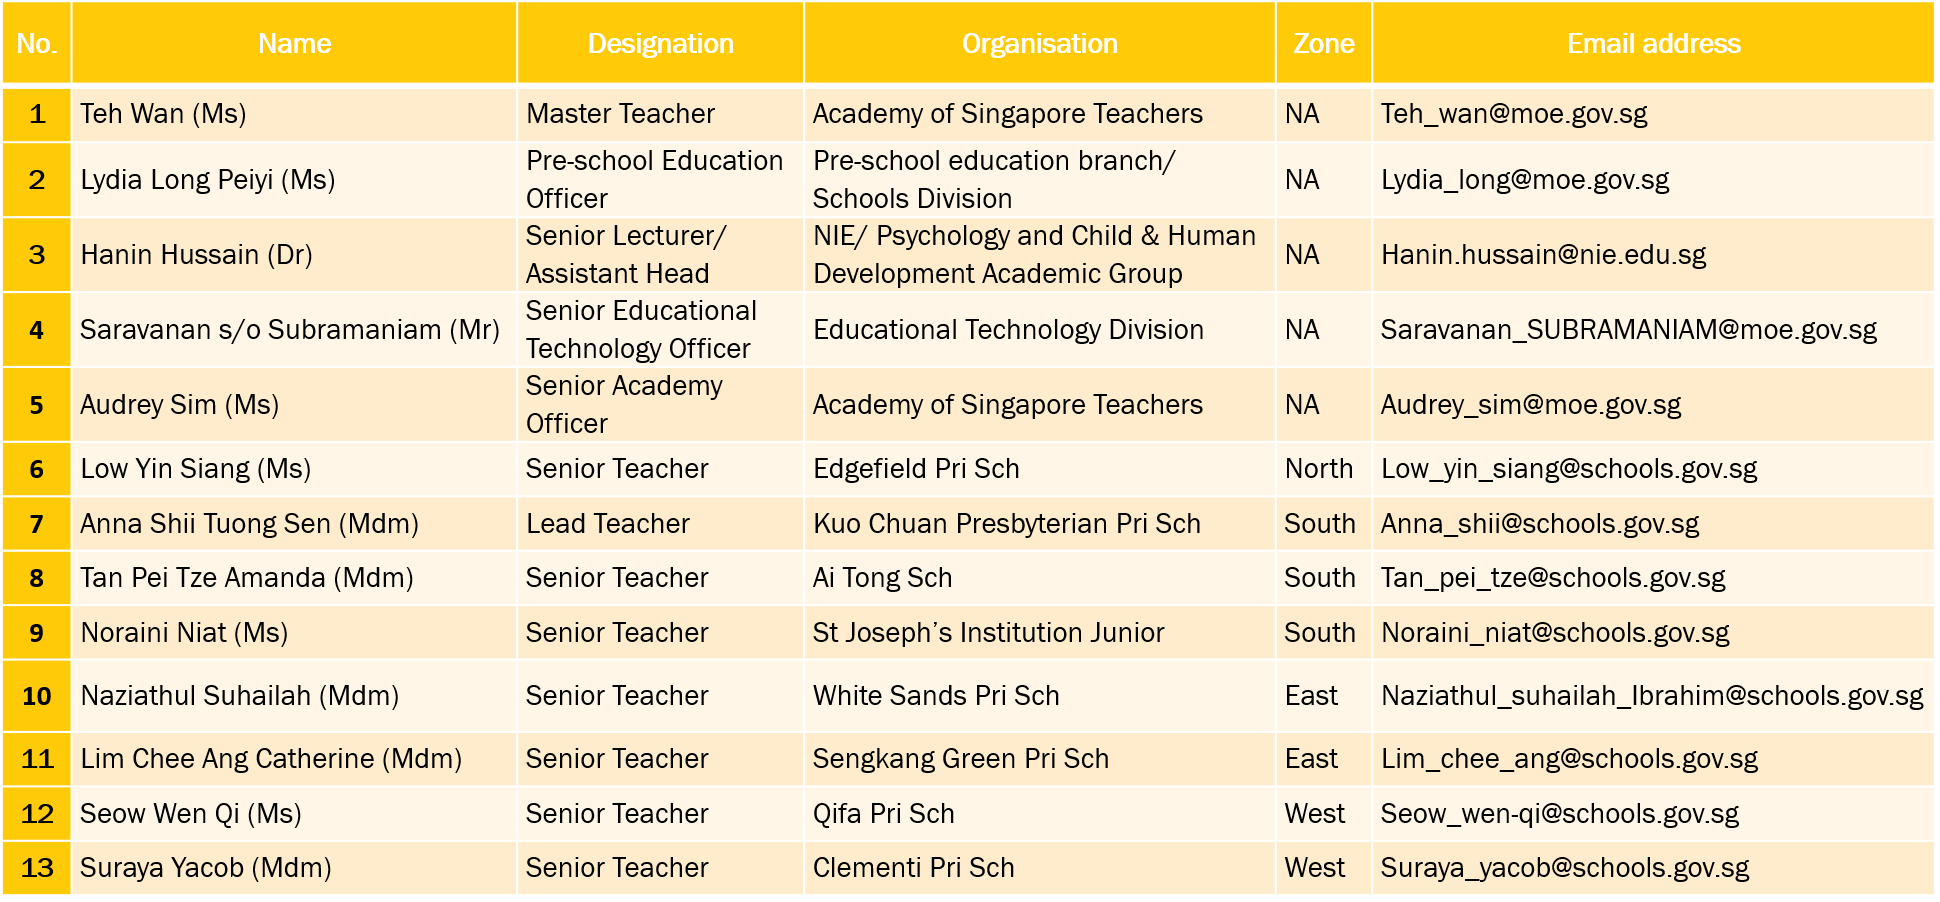 No. Name Designation Organisation Zone Email address
1 Teh Wan (Ms) Master Teacher Academy of Singapore Teachers NA Teh_wan@moe.gov.sg
2 Lydia Long Peiyi (Ms) Pre-school Education Officer Pre-school education branch/ Schools Division NA Lydia_long@moe.gov.sg
3 Hanin Hussain (Dr) Senior Lecturer/ Assistant Head NIE/ Psychology and Child & Human Development Academic Group NA Hanin.hussain@nie.edu.sg
4 Saravanan s/o Subramaniam (Mr) Senior Educational Technology Officer Educational Technology Division NA Saravanan_SUBRAMANIAM@moe.gov.sg
5 Audrey Sim (Ms) Senior Academy Officer Academy of Singapore Teachers NA Audrey_sim@moe.gov.sg
6 Low Yin Siang (Ms) Senior Teacher Edgefield Pri Sch North Low_yin_siang@schools.gov.sg
7 Anna Shii Tuong Sen (Mdm) Lead Teacher Kuo Chuan Presbyterian Pri Sch South Anna_shii@schools.gov.sg
8 Tan Pei Tze Amanda (Mdm) Senior Teacher Ai Tong Sch South Tan_pei_tze@schools.gov.sg
9 Noraini Niat (Ms) Senior Teacher St Joseph’s Institution Junior South Noraini_niat@schools.gov.sg
10 Naziathul Suhailah (Mdm) Senior Teacher White Sands Pri Sch East Naziathul_suhailah_Ibrahim@schools.gov.sg
11 Lim Chee Ang Catherine (Mdm) Senior Teacher Sengkang Green Pri Sch East Lim_chee_ang@schools.gov.sg
12 Seow Wen Qi (Ms) Senior Teacher Qifa Pri Sch West Seow_wen-qi@schools.gov.sg
13 Suraya Yacob (Mdm) Senior Teacher Clementi Pri Sch West Suraya_yacob@schools.gov.sg